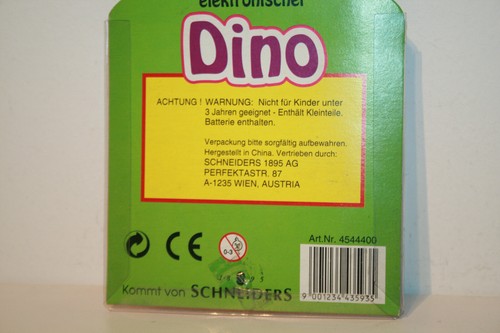 elektronischer
Dino
ACHTUNG ! WARNUNG: Nicht für Kinder unter
3 Jahren geeignet - Enthält Kleinteile.
Batterie enthalten.
Verpackung bitte sorgfältig aufbewahren.
Hergestellt in China. Vertrieben durch:
SCHNEIDERS 1895 AG
PERFEKTASTR. 87
A-1235 WIEN, AUSTRIA
Art.Nr. 4544400
CE
0-3
9 001234 435935
Kommt von SCHNEIDERS